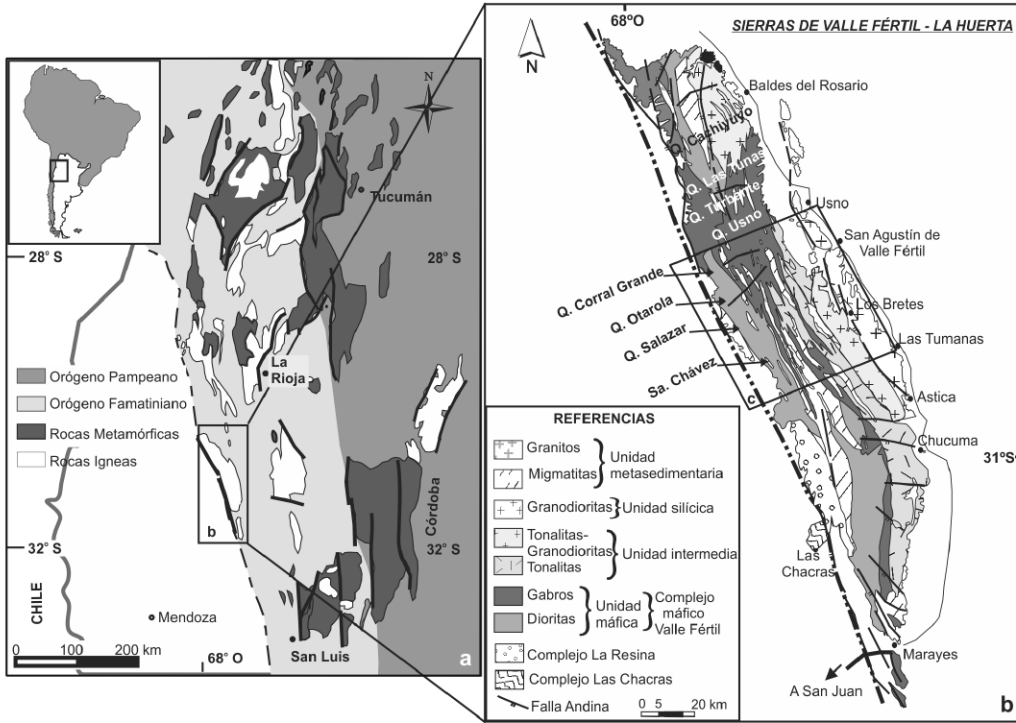 N
28° S
Tucumán
28° S
La
Rioja
Orógeno Pampeano
Orógeno Famatiniano
Rocas Metamórficas
Rocas Igneas
b
Córdoba
32° S
32° S
CHILE
Mendoza
0 100 200 km
68° O
San Luis
a
68ºO
SIERRAS DE VALLE FÉRTIL - LA HUERTA
N
Baldes del Rosario
Q. Cachiyuyo
Q. Las Tunas
Q. Turbante
Q. Usno
Usno
San Agustín de
Valle Fértil
Q. Corral Grande
Q. Otarola
Los Bretes
Q. Salazar
Las Tumanas
Sa. Chávez
c
Astica
Chucuma
31ºS
REFERENCIAS
Granitos
Migmatitas
Unidad
metasedimentaria
Granodioritas
Unidad silícica
Tonalitas-
Granodioritas
Tonalitas
Unidad intermedia
Gabros
Dioritas
Unidad
máfica
Complejo
máfico
Valle Fértil
Complejo La Resina
Complejo Las Chacras
Falla Andina
0 5 20 km
Las
Chacras
Marayes
A San Juan
b